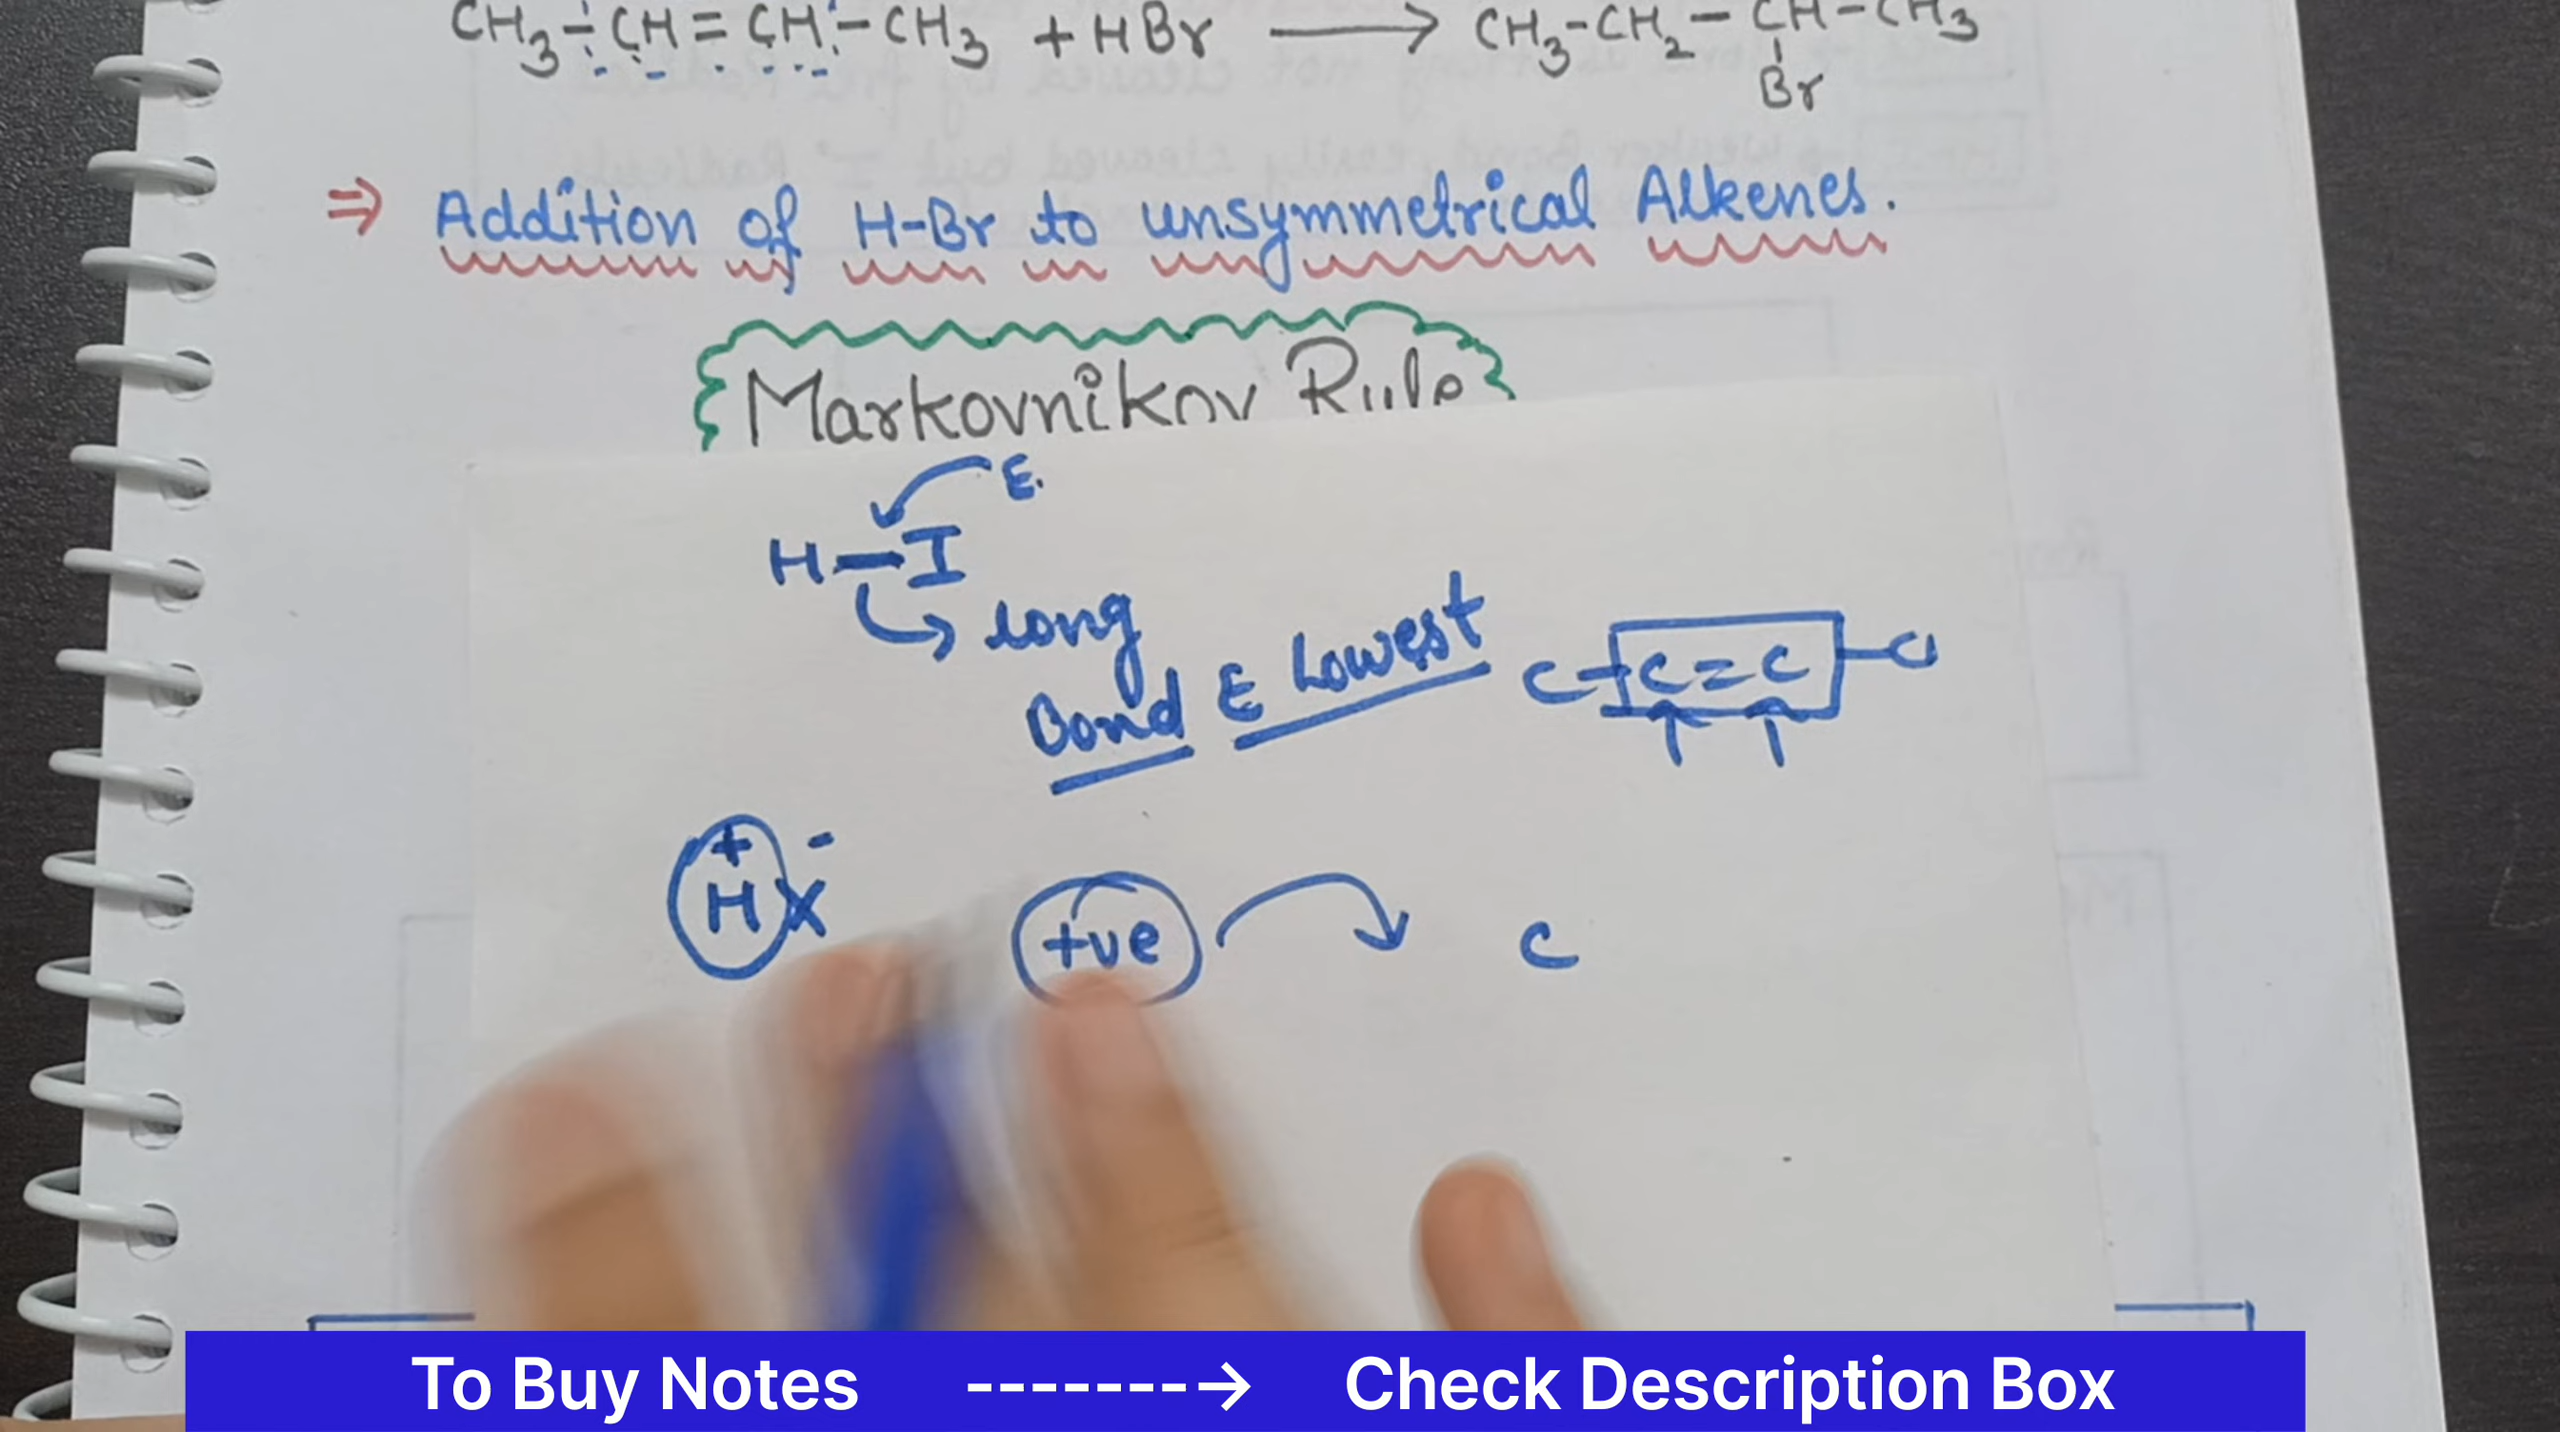 CH3-CH=CH-CH3 + HBr → CH3-CH2-CH-CH3
Br
⇒ Addition of H-Br to unsymmetrical Alkenes.
Markovnikov Rule
E.
H-I
long
Bond E Lowest
C-C=C-C
+ -
HX
+ve
C
To Buy Notes -------→ Check Description Box